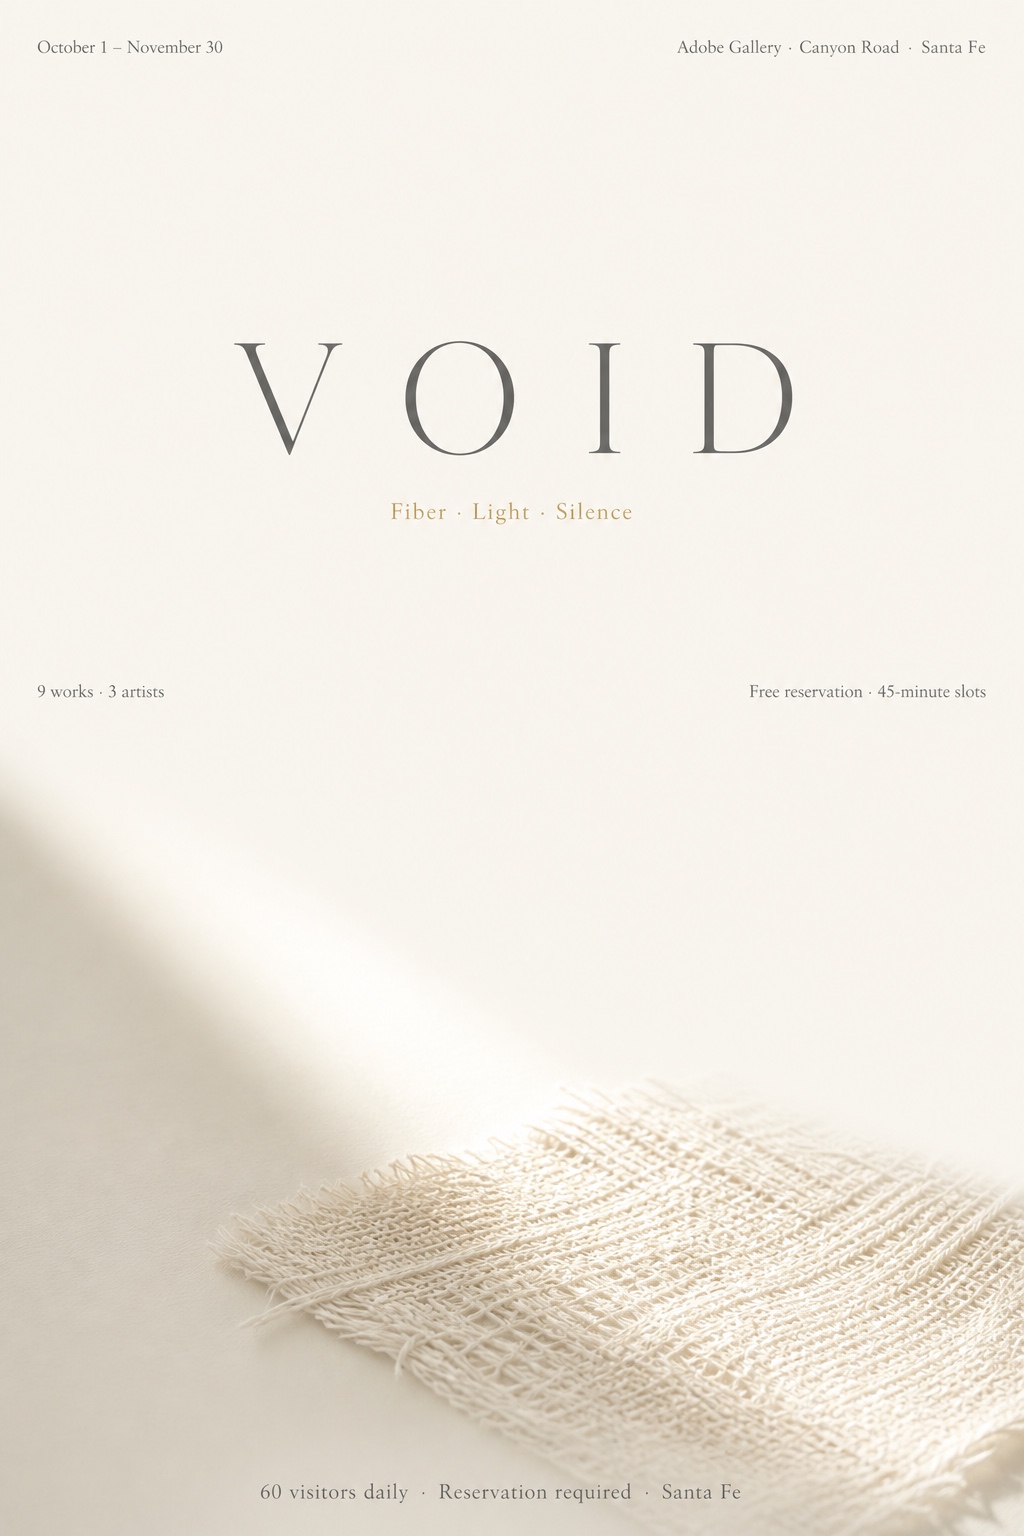 October 1 – November 30
Adobe Gallery · Canyon Road · Santa Fe
VOID
Fiber · Light · Silence
9 works · 3 artists
Free reservation · 45-minute slots
60 visitors daily · Reservation required · Santa Fe